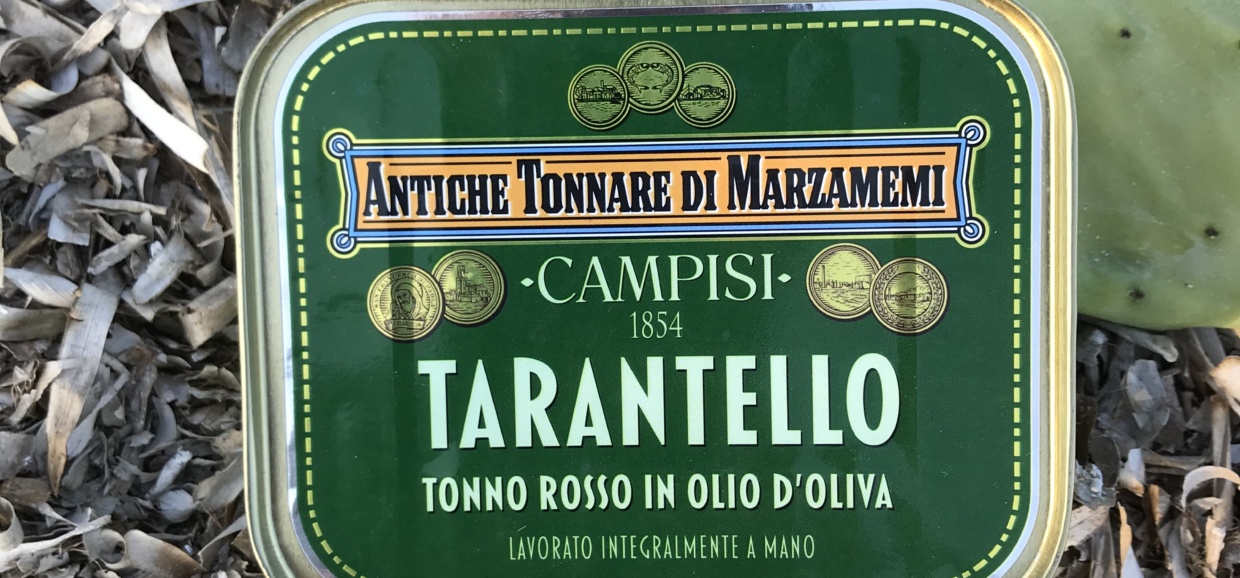 ANTICHE TONNARE DI MARZAMEMI
·CAMPISI·
1854
TARANTELLO
TONNO ROSSO IN OLIO D'OLIVA
LAVORATO INTEGRALMENTE A MANO